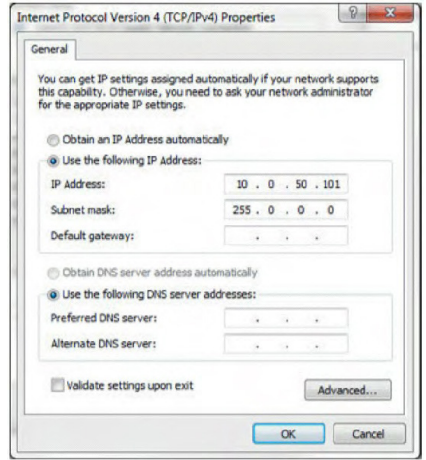 Internet Protocol Version 4 (TCP/IPv4) Properties
General
You can get IP settings assigned automatically if your network supports
this capability. Otherwise, you need to ask your network administrator
for the appropriate IP settings.
Obtain an IP Address automatically
Use the following IP Address:
IP Address: 10 . 0 . 50 . 101
Subnet mask: 255 . 0 . 0 . 0
Default gateway: . . .
Obtain DNS server address automatically
Use the following DNS server addresses:
Preferred DNS server: . . .
Alternate DNS server: . . .
Validate settings upon exit
Advanced...
OK Cancel